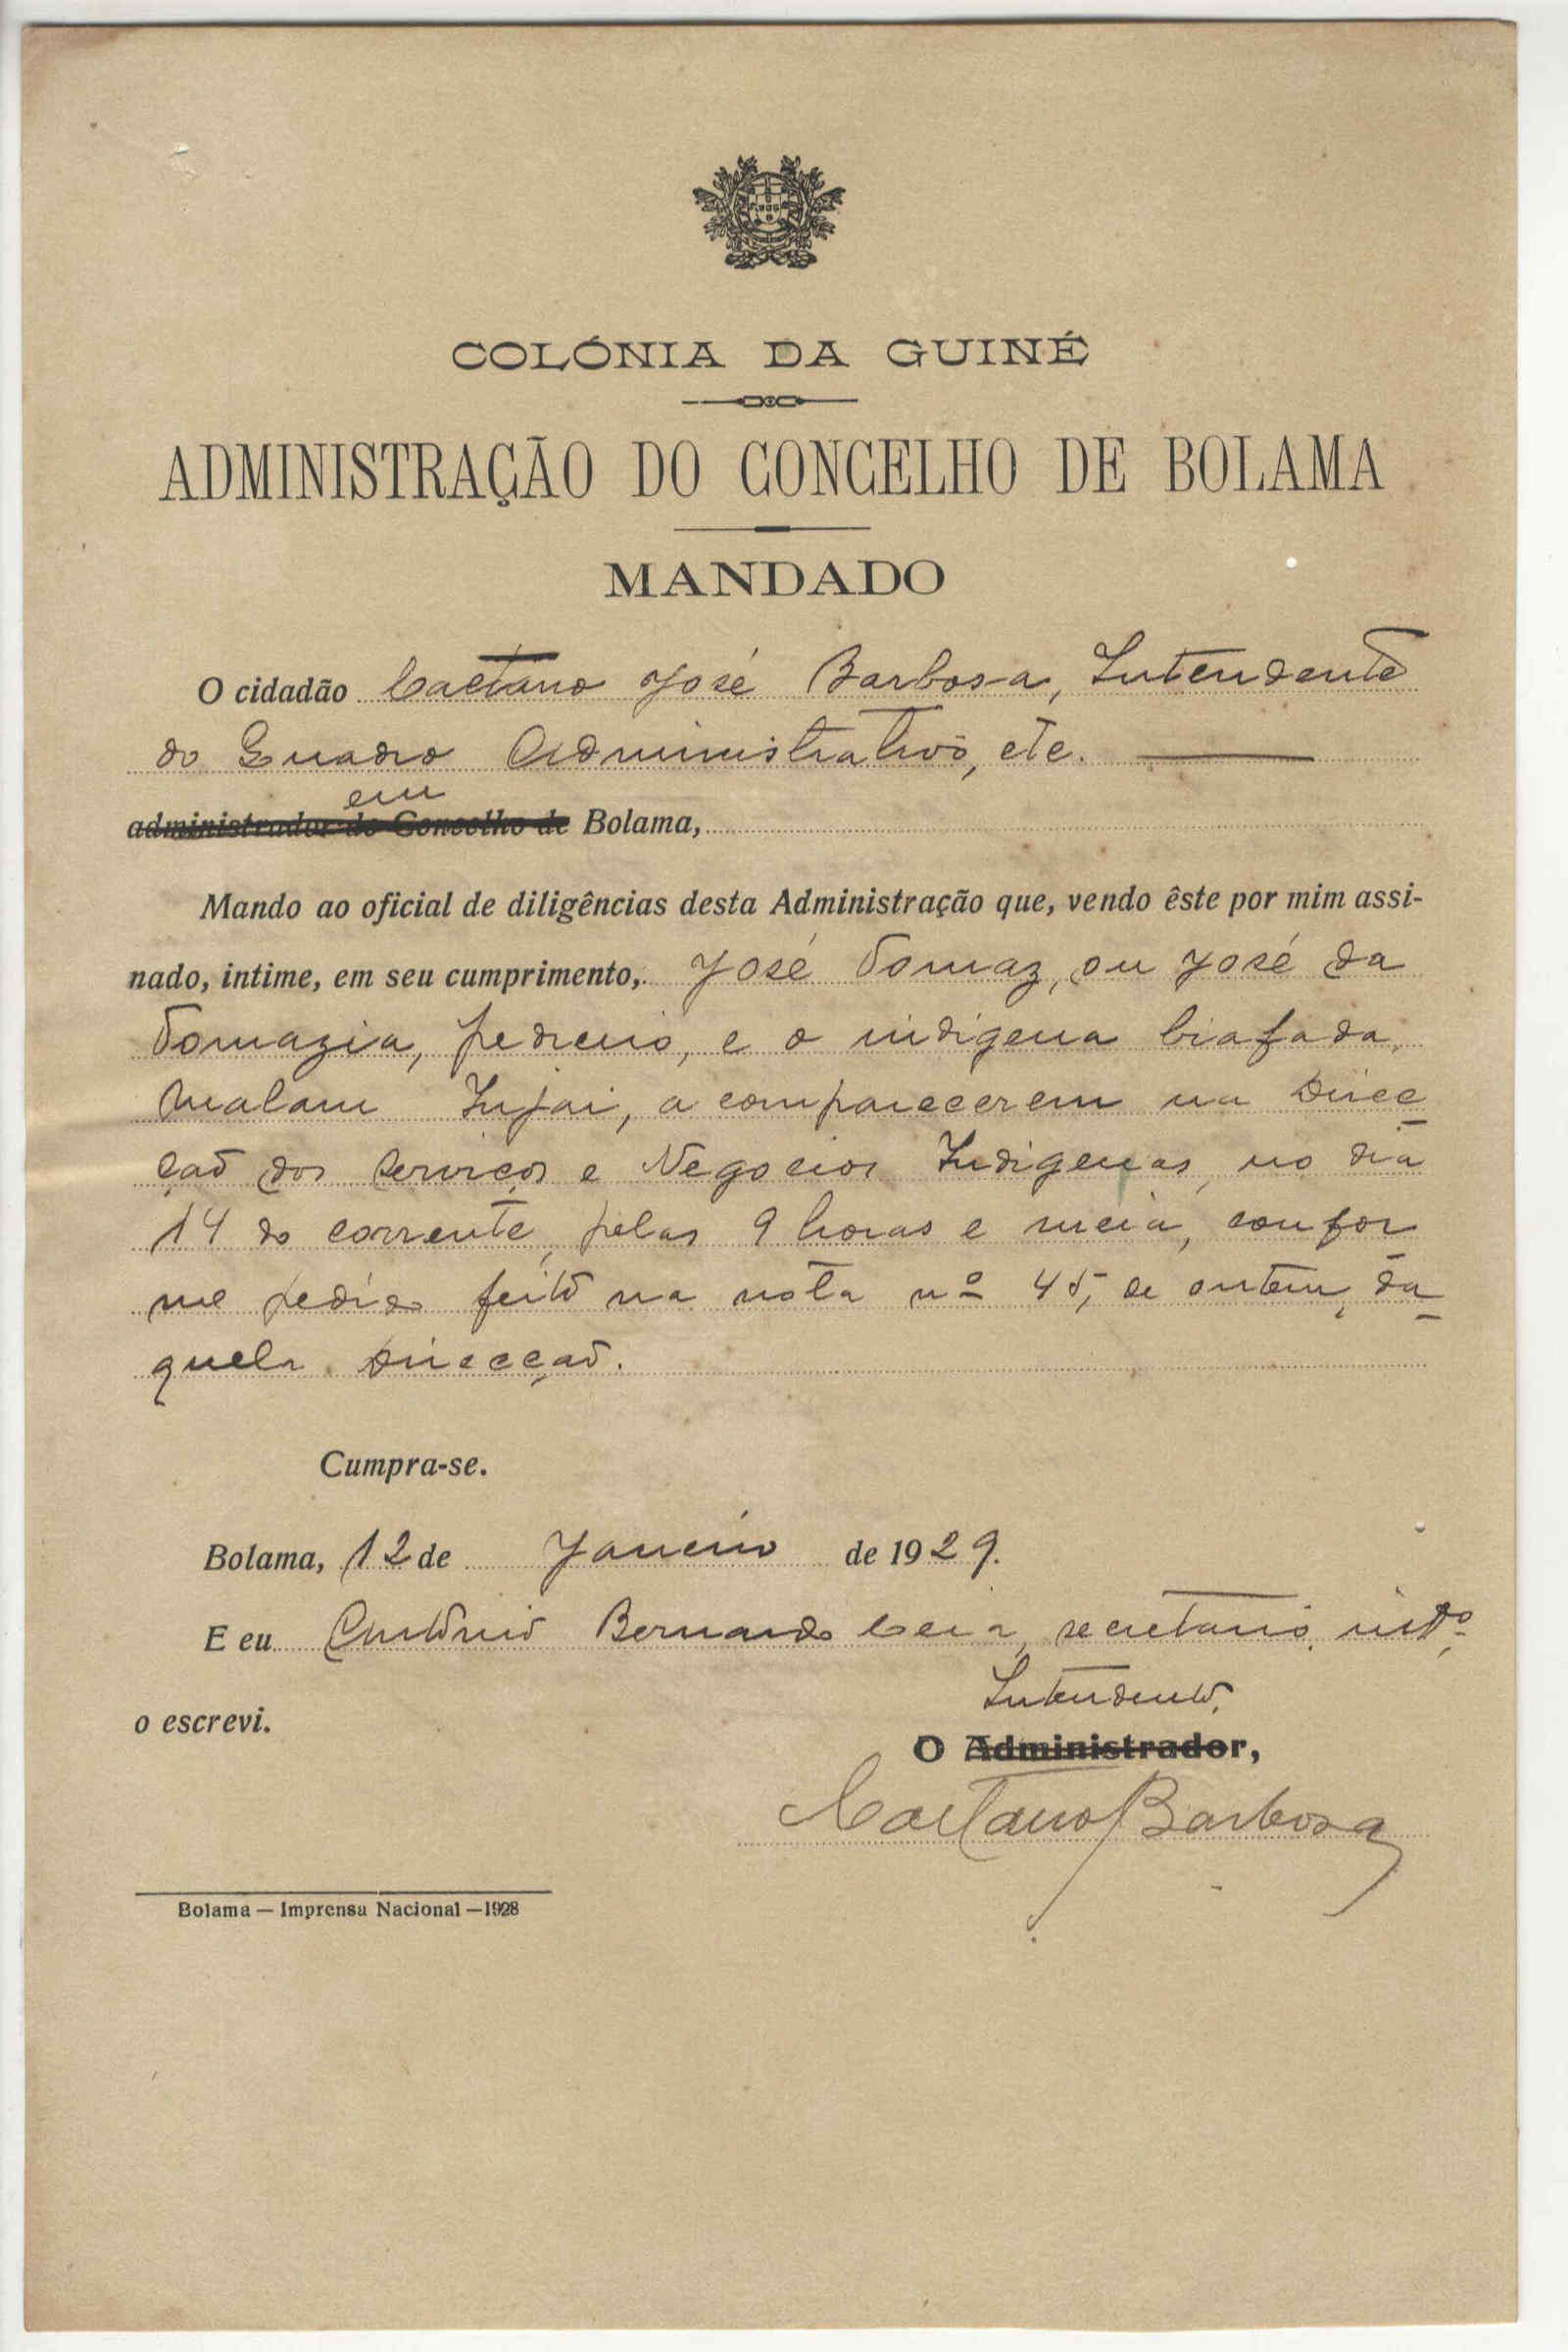 COLÓNIA DA GUINÉ
ADMINISTRAÇÃO DO CONCELHO DE BOLAMA
MANDADO
O cidadão Caetano José Barbosa, Intendente
do Quadro Administrativo, etc.
em
administrador do Concelho de Bolama,
Mando ao oficial de diligências desta Administração que, vendo êste por mim assi-
nado, intime, em seu cumprimento, José Tomaz, ou José da
Tomazia, pedreiro, e o indigena biafada,
Malam Injai, a comparecerem na Direc
ção dos Serviços e Negocios Indigenas, no dia
14 do corrente, pelas 9 horas e meia, confor
me pedido feito na nota nº 45, de ontem, da
quela Direcção.
Cumpra-se.
Bolama, 12 de Janeiro de 1929.
E eu António Bernardo secretario
Intendente,
o escrevi.
O Administrador,
Caetano Barbosa
Bolama — Imprensa Nacional —1928